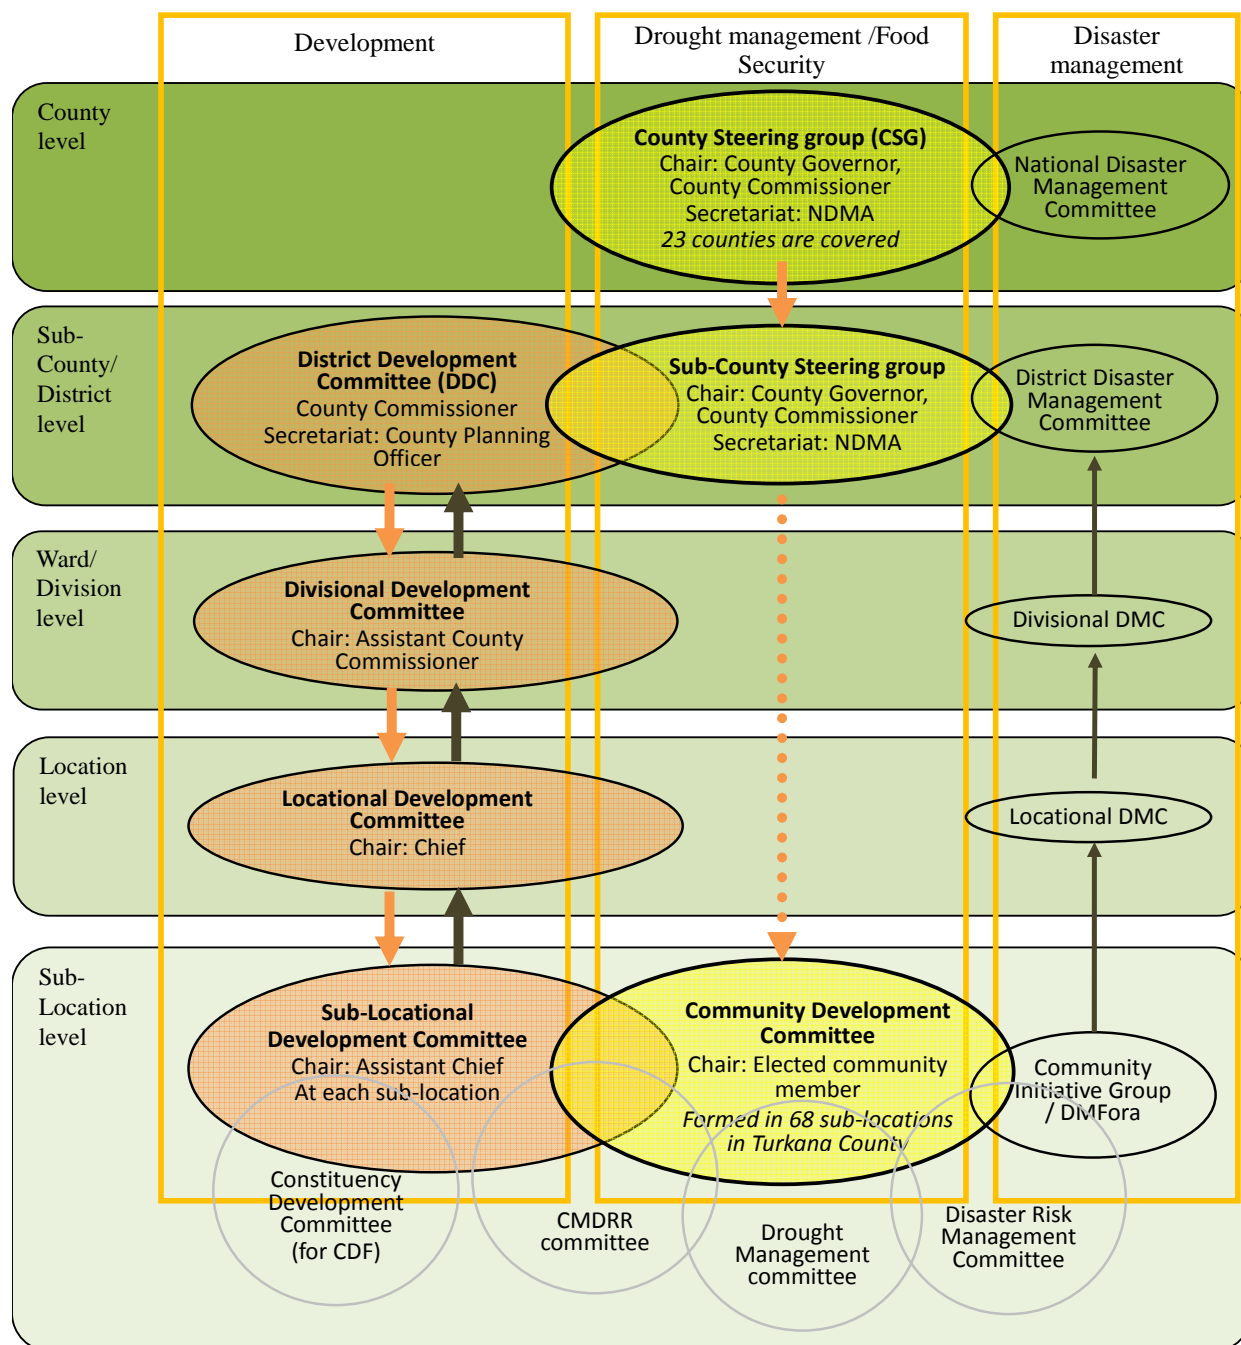 Development
Drought management /Food
Security
Disaster
management
County
level
County Steering group (CSG)
Chair: County Governor,
County Commissioner
Secretariat: NDMA
23 counties are covered
National Disaster
Management
Committee
Sub-
County/
District
level
District Development
Committee (DDC)
County Commissioner
Secretariat: County Planning
Officer
Sub-County Steering group
Chair: County Governor,
County Commissioner
Secretariat: NDMA
District Disaster
Management
Committee
Ward/
Division
level
Divisional Development
Committee
Chair: Assistant County
Commissioner
Divisional DMC
Location
level
Locational Development
Committee
Chair: Chief
Locational DMC
Sub-
Location
level
Sub-Locational
Development Committee
Chair: Assistant Chief
At each sub-location
Community Development
Committee
Chair: Elected community
member
Formed in 68 sub-locations
in Turkana County
Community
Initiative Group
/ DMFora
Constituency
Development
Committee
(for CDF)
CMDRR
committee
Drought
Management
committee
Disaster Risk
Management
Committee